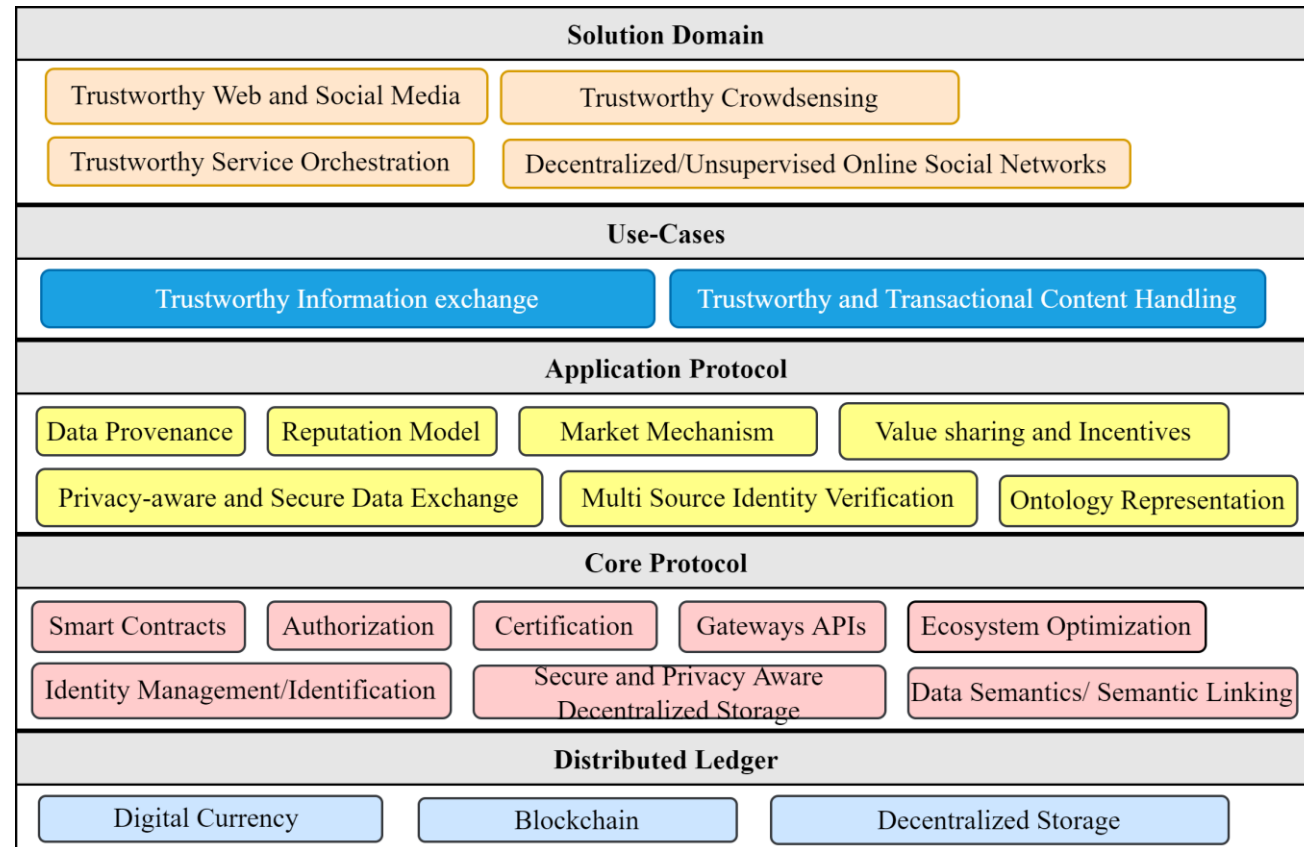 Solution Domain
Trustworthy Web and Social Media
Trustworthy Crowdsensing
Trustworthy Service Orchestration
Decentralized/Unsupervised Online Social Networks
Use-Cases
Trustworthy Information exchange
Trustworthy and Transactional Content Handling
Application Protocol
Data Provenance
Reputation Model
Market Mechanism
Value sharing and Incentives
Privacy-aware and Secure Data Exchange
Multi Source Identity Verification
Ontology Representation
Core Protocol
Smart Contracts
Authorization
Certification
Gateways APIs
Ecosystem Optimization
Identity Management/Identification
Secure and Privacy Aware
Decentralized Storage
Data Semantics/ Semantic Linking
Distributed Ledger
Digital Currency
Blockchain
Decentralized Storage